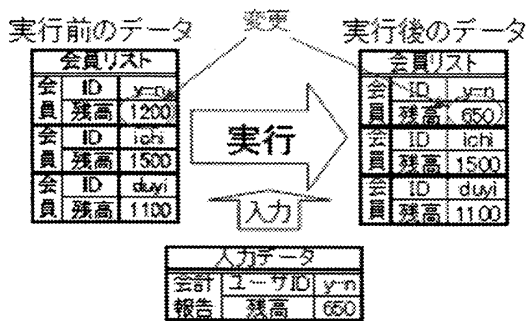 実行前のデータ 変更 実行後のデータ
会員リスト 会員リスト
会員 ID y-n 会員 ID y-n
残高 1200 残高 650
実行
会員 ID ichi 会員 ID ichi
残高 1500 残高 1500
会員 ID duyi 会員 ID duyi
残高 1100 残高 1100
入力
入力データ
会計報告 ユーザID y-n
残高 650